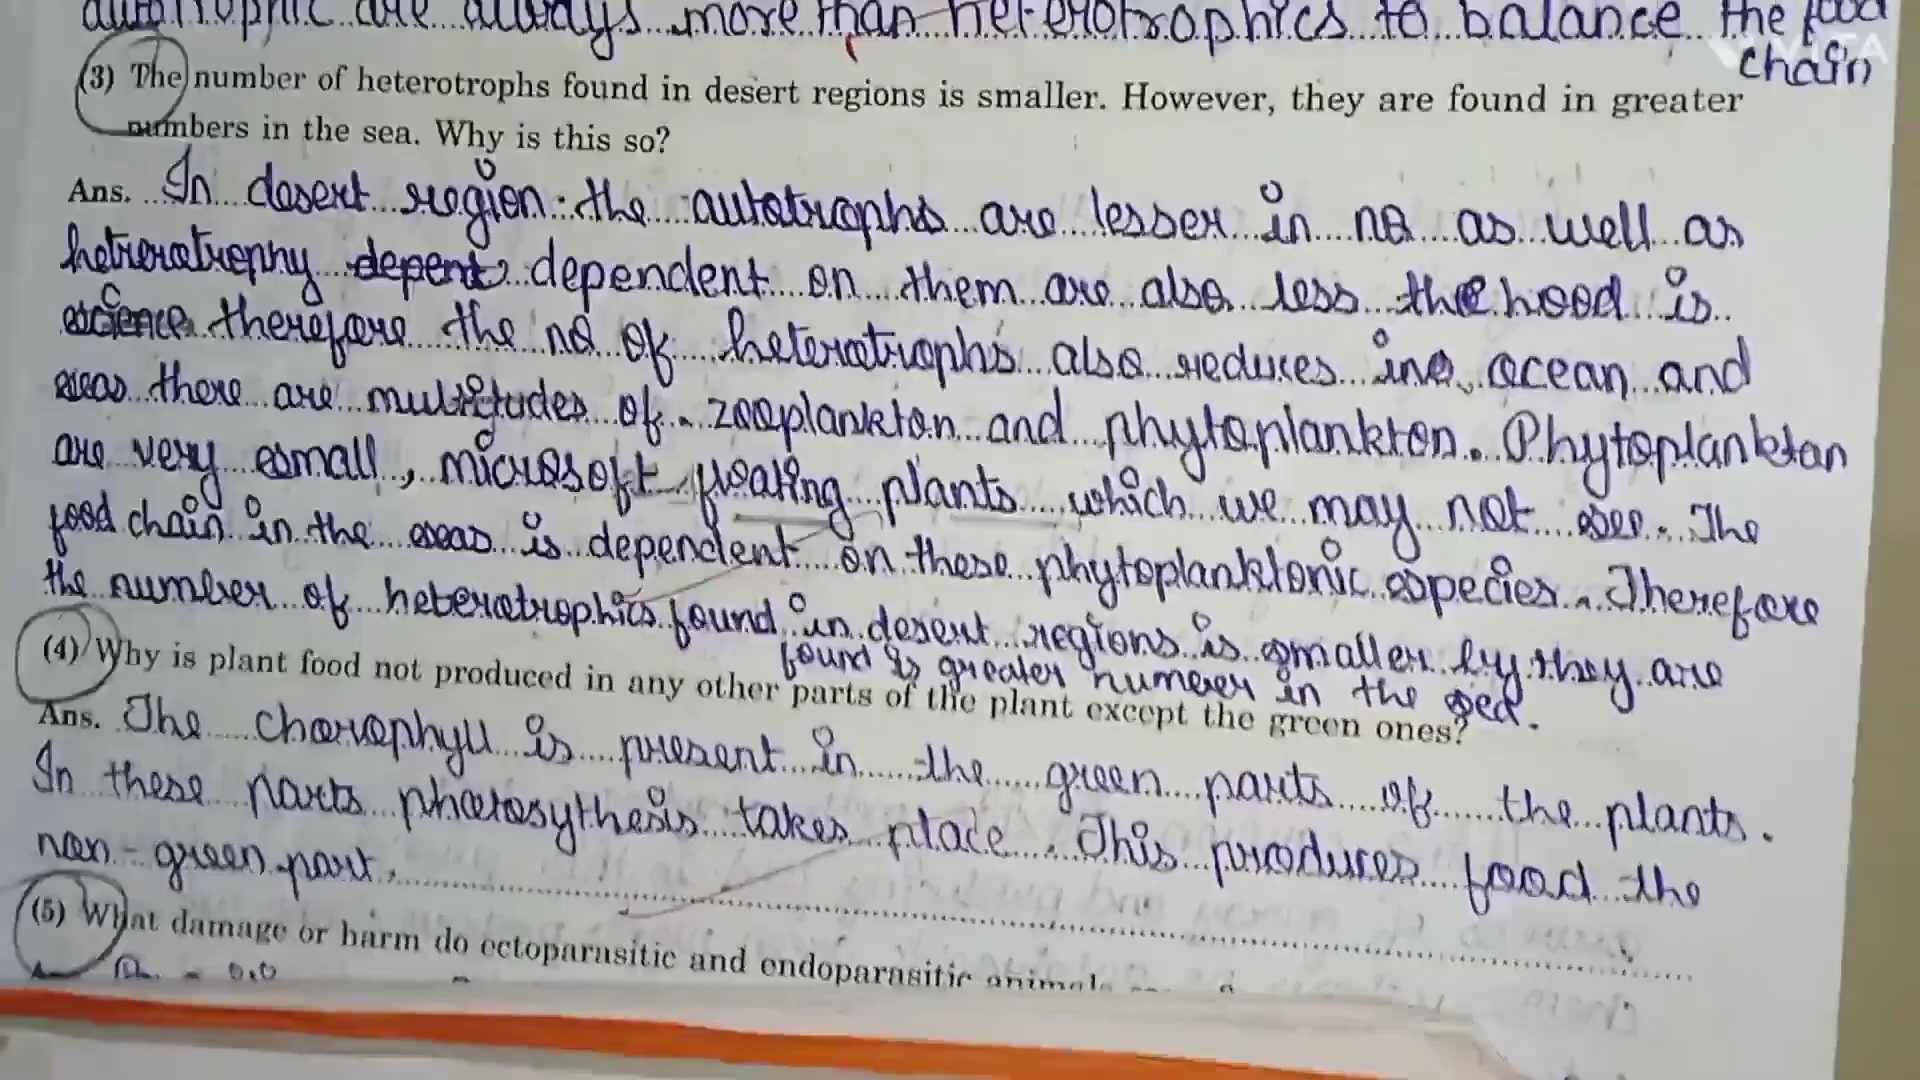 autotrophic are always more than heterotrophics to balance the food
chain
VITA
(3) The number of heterotrophs found in desert regions is smaller. However, they are found in greater
numbers in the sea. Why is this so?
Ans. In desert region the autotrophs are lesser in no as well as
hetrerotrophy depent dependent on them are also less the hood is
science therefore the no of heterotrophs also reduces in ocean and
seas there are multitudes of zooplankton and phytoplankton. Phytoplankton
are very small, microsoft floating plants which we may not see. The
food chain in the seas is dependent on these phytoplanktonic species. Therefore
the number of heterotrophics found in desert regions is smaller by they are
found is greater number in the sea.
(4) Why is plant food not produced in any other parts of the plant except the green ones?
Ans. The chorophyll is present in the green parts of the plants.
In these parts photosythesis takes place. This produces food the
non-green part.
(5) What damage or harm do ectoparasitic and endoparasitic animals